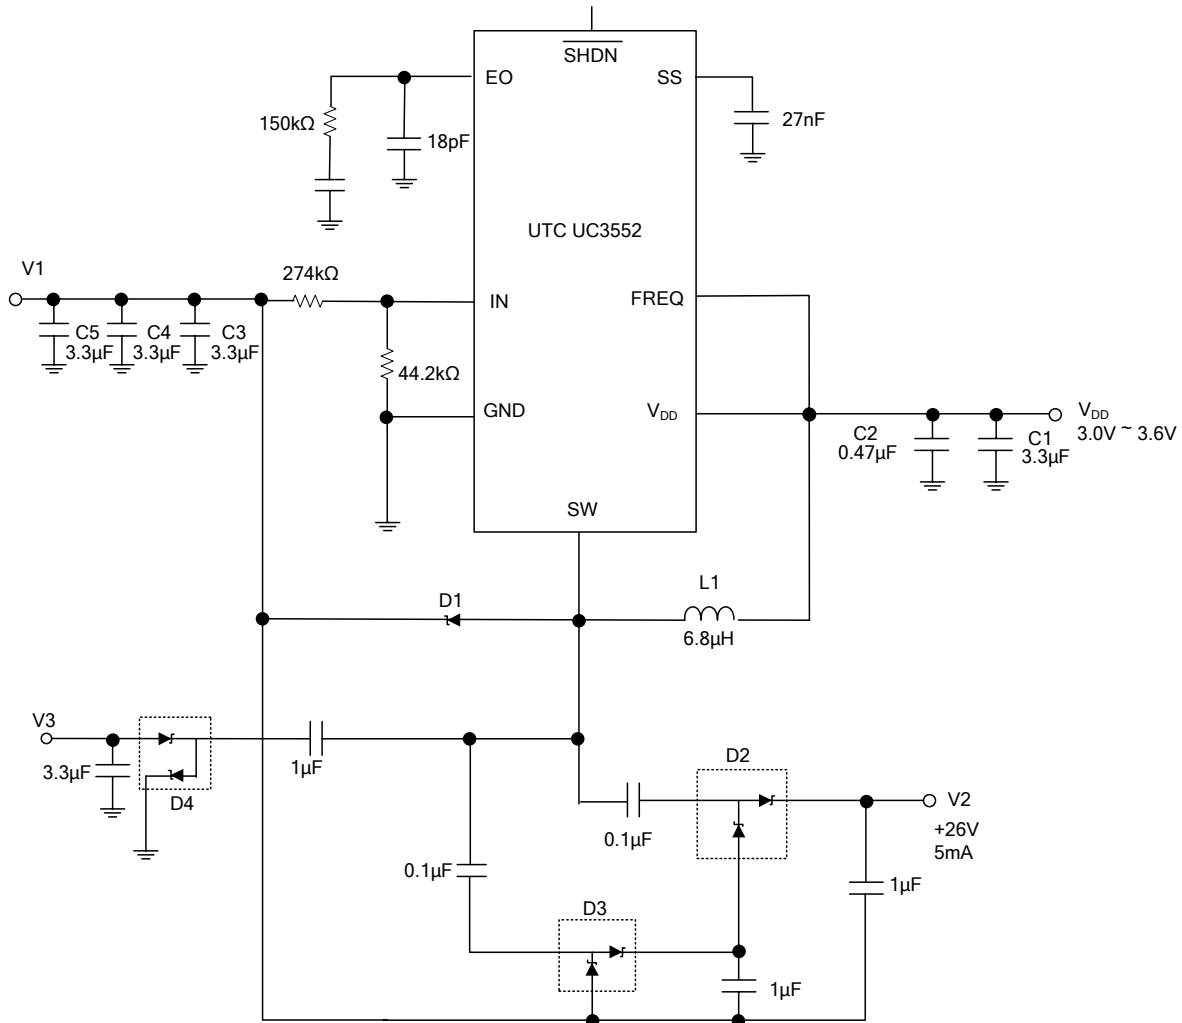 SHDN
EO
SS
150kΩ
18pF
27nF
UTC UC3552
V1
274kΩ
IN
FREQ
C5
3.3µF
C4
3.3µF
C3
3.3µF
44.2kΩ
GND
VDD
C2
0.47µF
C1
3.3µF
VDD
3.0V ~ 3.6V
SW
L1
6.8µH
D1
V3
3.3µF
D4
1µF
D2
V2
+26V
5mA
0.1µF
0.1µF
1µF
D3
1µF